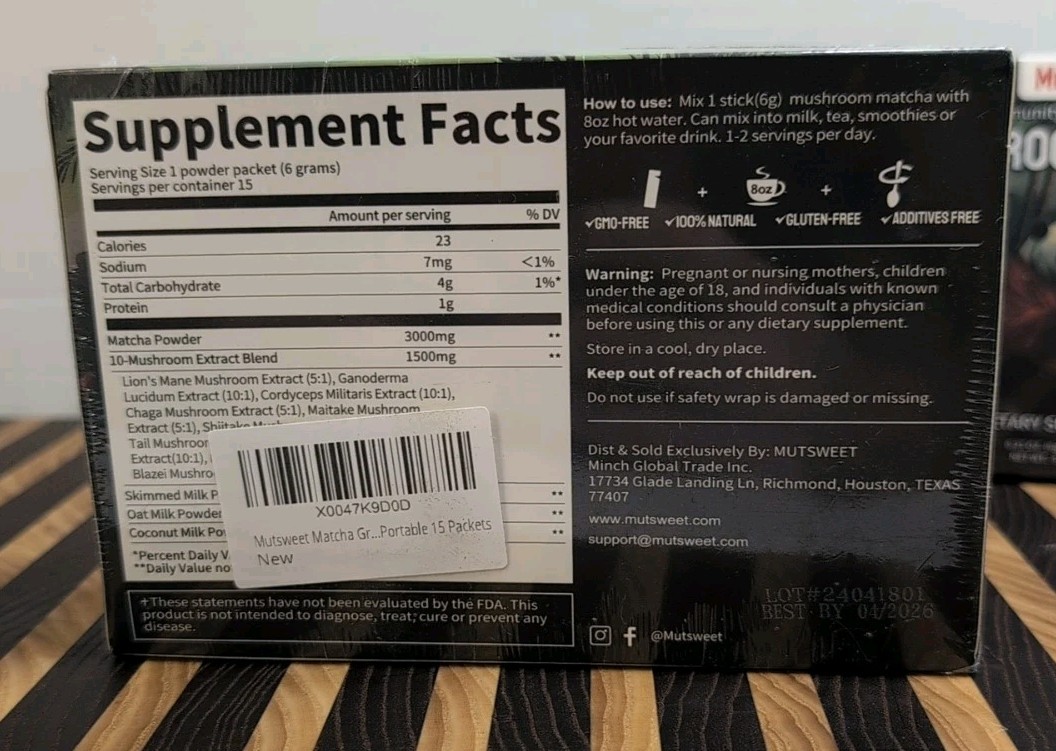 Supplement Facts
Serving Size 1 powder packet (6 grams)
Servings per container 15
Amount per serving % DV
Calories 23
Sodium 7mg <1%
Total Carbohydrate 4g 1%*
Protein 1g
Matcha Powder 3000mg **
10-Mushroom Extract Blend 1500mg **
Lion's Mane Mushroom Extract (5:1), Ganoderma
Lucidum Extract (10:1), Cordyceps Militaris Extract (10:1),
Chaga Mushroom Extract (5:1), Maitake Mushroom
Extract (5:1), Shiitake
Tail Mushroo
Extract(10:1),
Blazei Mushro
Skimmed Milk P **
Oat Milk Powde **
Coconut Milk Po **
*Percent Daily V
**Daily Value no
X0047K9D0D
Mutsweet Matcha Gr...Portable 15 Packets
New
+These statements have not been evaluated by the FDA. This
product is not intended to diagnose, treat, cure or prevent any
disease.
How to use: Mix 1 stick(6g) mushroom matcha with
8oz hot water. Can mix into milk, tea, smoothies or
your favorite drink. 1-2 servings per day.
+ 8oz +
✓GMO-FREE ✓100% NATURAL ✓GLUTEN-FREE ✓ADDITIVES FREE
Warning: Pregnant or nursing mothers, children
under the age of 18, and individuals with known
medical conditions should consult a physician
before using this or any dietary supplement.
Store in a cool, dry place.
Keep out of reach of children.
Do not use if safety wrap is damaged or missing.
Dist & Sold Exclusively By: MUTSWEET
Minch Global Trade Inc.
17734 Glade Landing Ln, Richmond, Houston, TEXAS
77407
www.mutsweet.com
support@mutsweet.com
LOT#24041801
BEST BY 04/2026
@Mutsweet